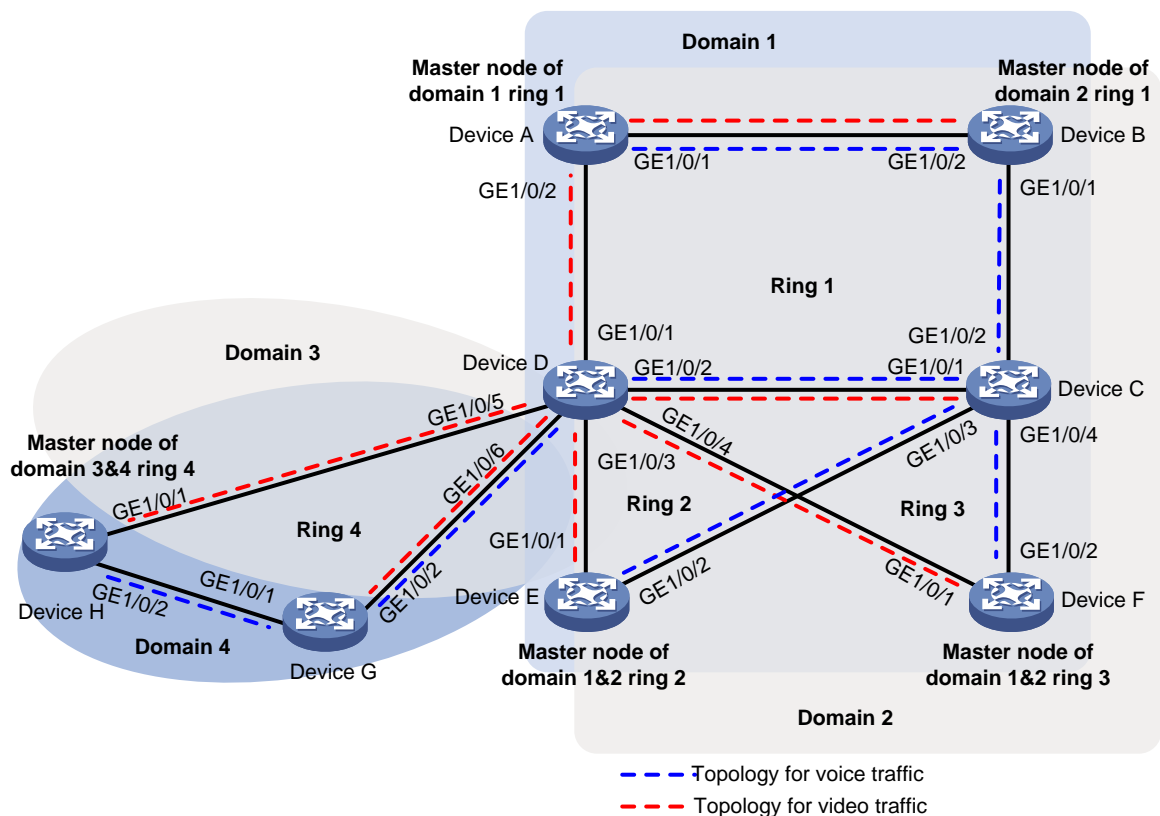 Domain 1
Master node of
domain 1 ring 1
Master node of
domain 2 ring 1
Device A
Device B
GE1/0/1
GE1/0/2
GE1/0/2
GE1/0/1
Ring 1
Domain 3
GE1/0/1
GE1/0/2
Device D
GE1/0/2
GE1/0/1
Device C
GE1/0/5
GE1/0/6
GE1/0/4
GE1/0/3
GE1/0/3
GE1/0/4
Master node of
domain 3&4 ring 4
GE1/0/1
Ring 4
Ring 2
Ring 3
GE1/0/1
GE1/0/2
GE1/0/2
GE1/0/1
GE1/0/2
GE1/0/1
GE1/0/2
Device H
Device E
Device F
Domain 4
Device G
Master node of
domain 1&2 ring 2
Master node of
domain 1&2 ring 3
Domain 2
Topology for voice traffic
Topology for video traffic